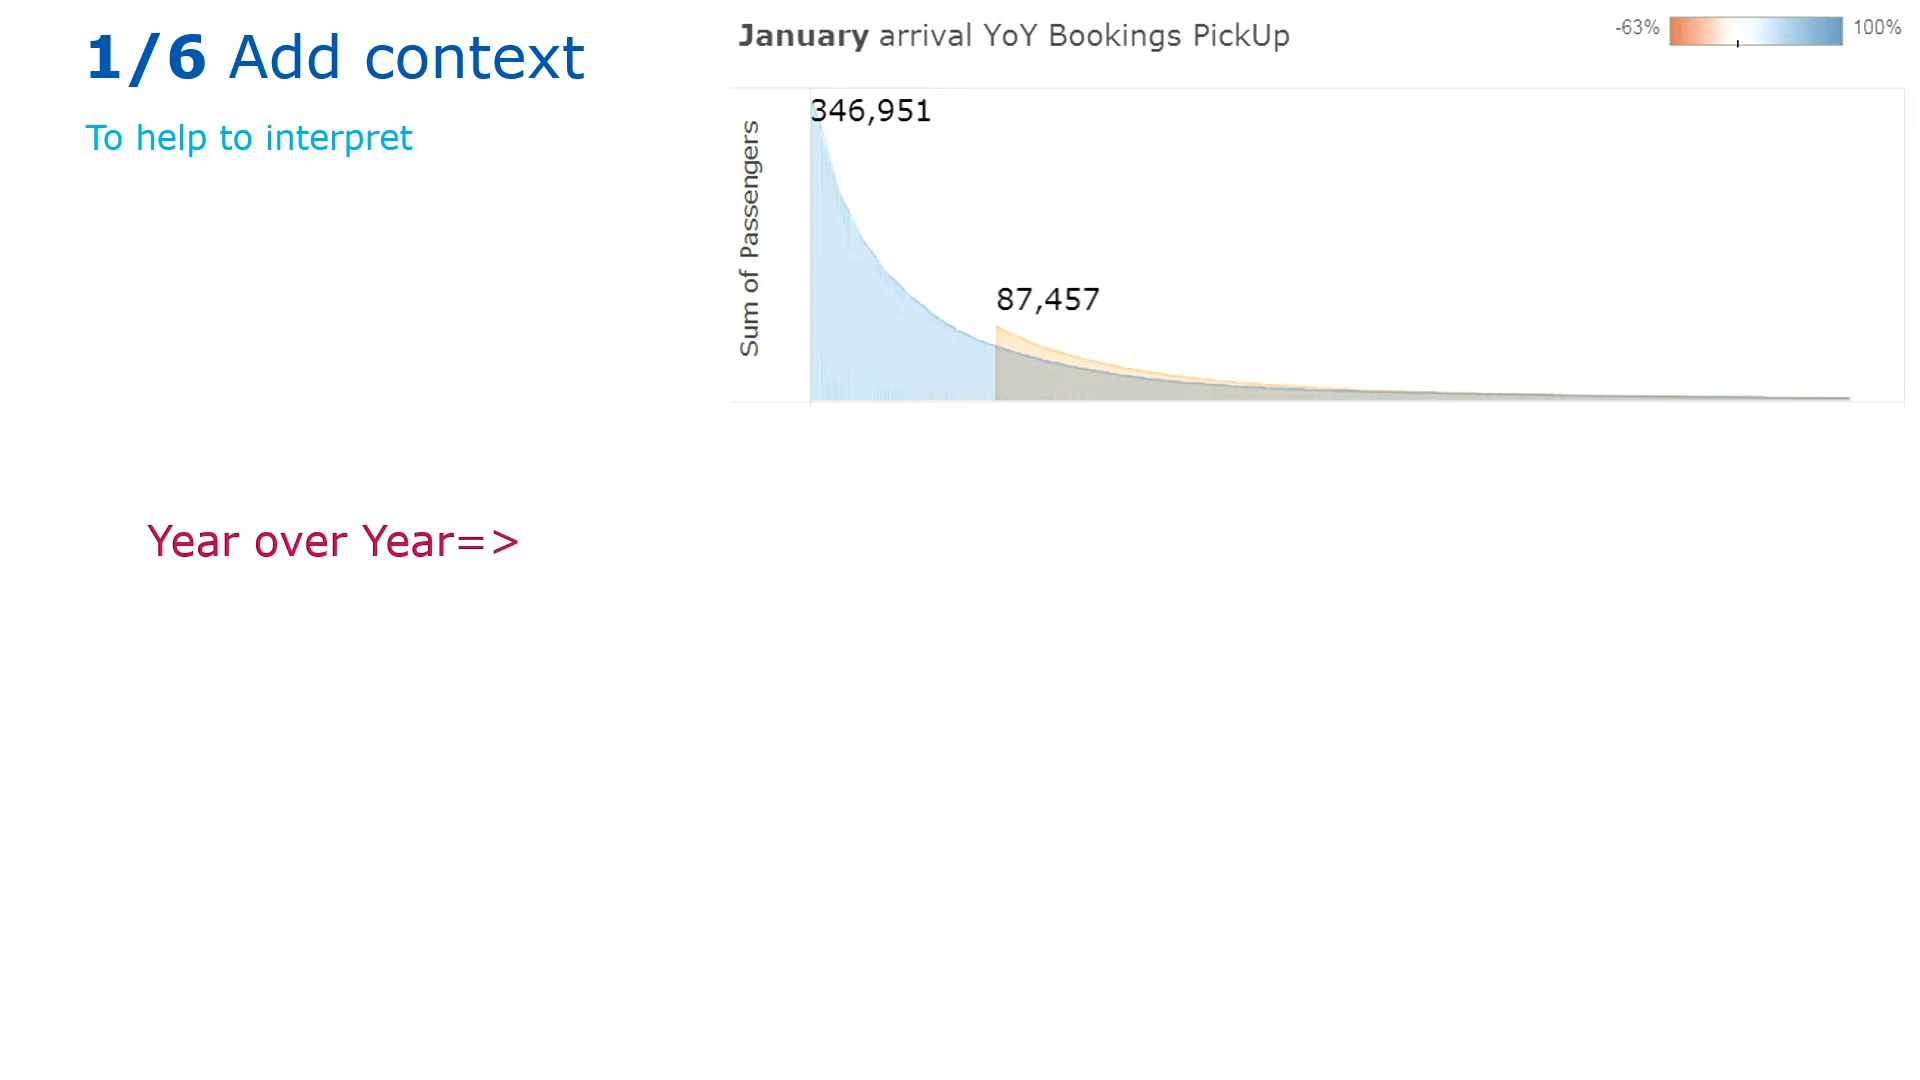 1/6 Add context
To help to interpret
January arrival YoY Bookings PickUp
-63%
100%
Sum of Passengers
346,951
87,457
Year over Year=>